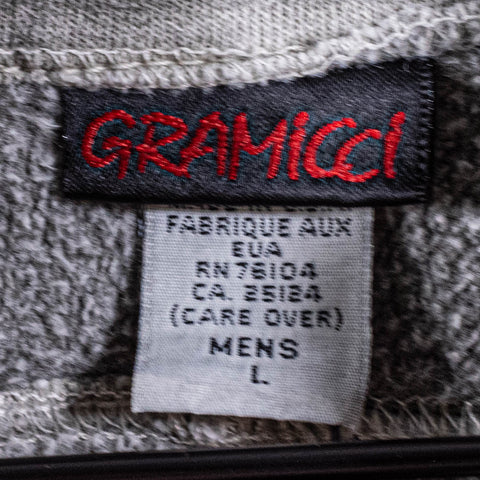 GRAMICCI
FABRIQUE AUX
EUA
RN 76104
CA. 25124
(CARE OVER)
MENS
L